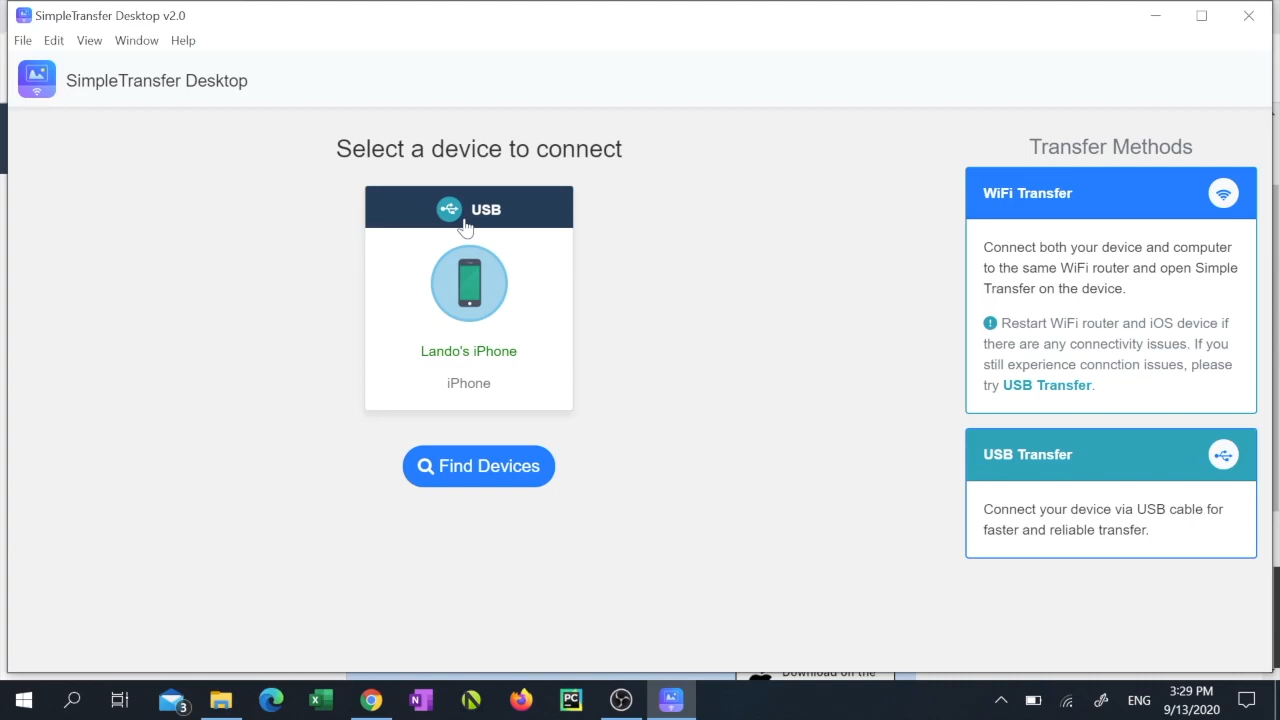 SimpleTransfer Desktop v2.0
File Edit View Window Help
SimpleTransfer Desktop
Select a device to connect
USB
Lando's iPhone
iPhone
Find Devices
Transfer Methods
WiFi Transfer
Connect both your device and computer
to the same WiFi router and open Simple
Transfer on the device.
Restart WiFi router and iOS device if
there are any connectivity issues. If you
still experience connction issues, please
try USB Transfer.
USB Transfer
Connect your device via USB cable for
faster and reliable transfer.
Download on the
3
N
PC
ENG
3:29 PM
9/13/2020